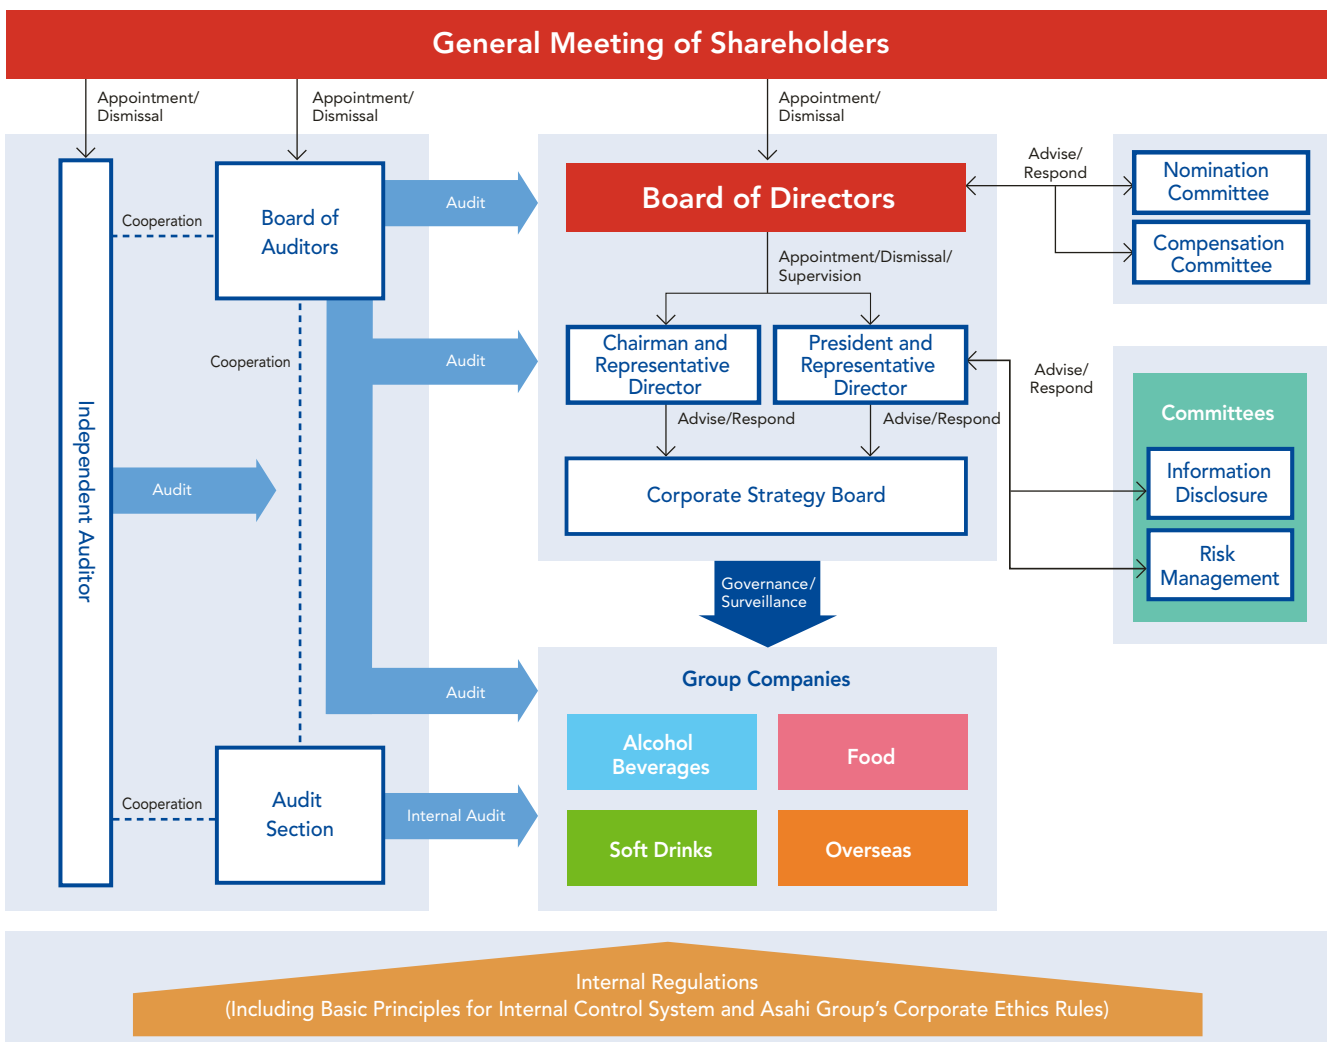 General Meeting of Shareholders
Appointment/
Dismissal
Appointment/
Dismissal
Appointment/
Dismissal
Independent Auditor
Cooperation
Board of
Auditors
Audit
Board of Directors
Advise/
Respond
Nomination
Committee
Compensation
Committee
Appointment/Dismissal/
Supervision
Cooperation
Audit
Chairman and
Representative
Director
President and
Representative
Director
Advise/
Respond
Advise/Respond
Advise/Respond
Committees
Information
Disclosure
Risk
Management
Audit
Corporate Strategy Board
Governance/
Surveillance
Audit
Group Companies
Alcohol
Beverages
Food
Soft Drinks
Overseas
Cooperation
Audit
Section
Internal Audit
Internal Regulations
(Including Basic Principles for Internal Control System and Asahi Group's Corporate Ethics Rules)